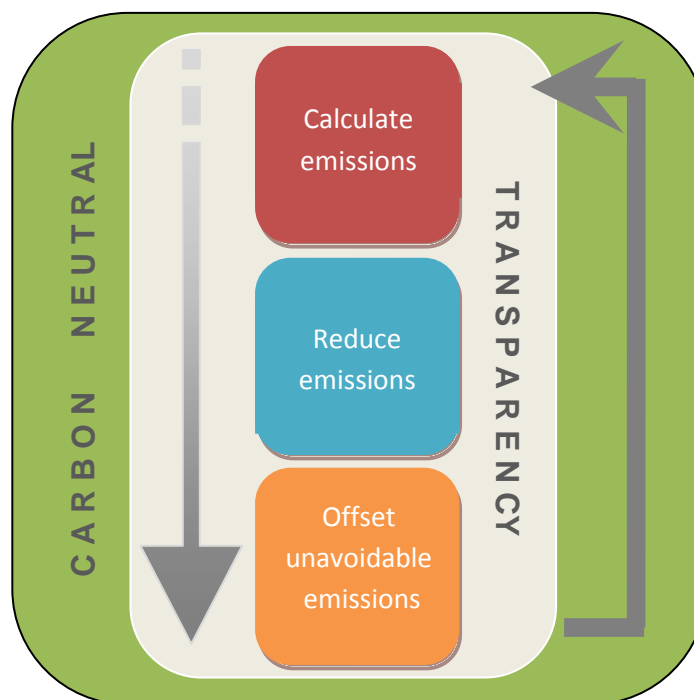 CARBON NEUTRAL
Calculate
emissions
Reduce
emissions
Offset
unavoidable
emissions
TRANSPARENCY